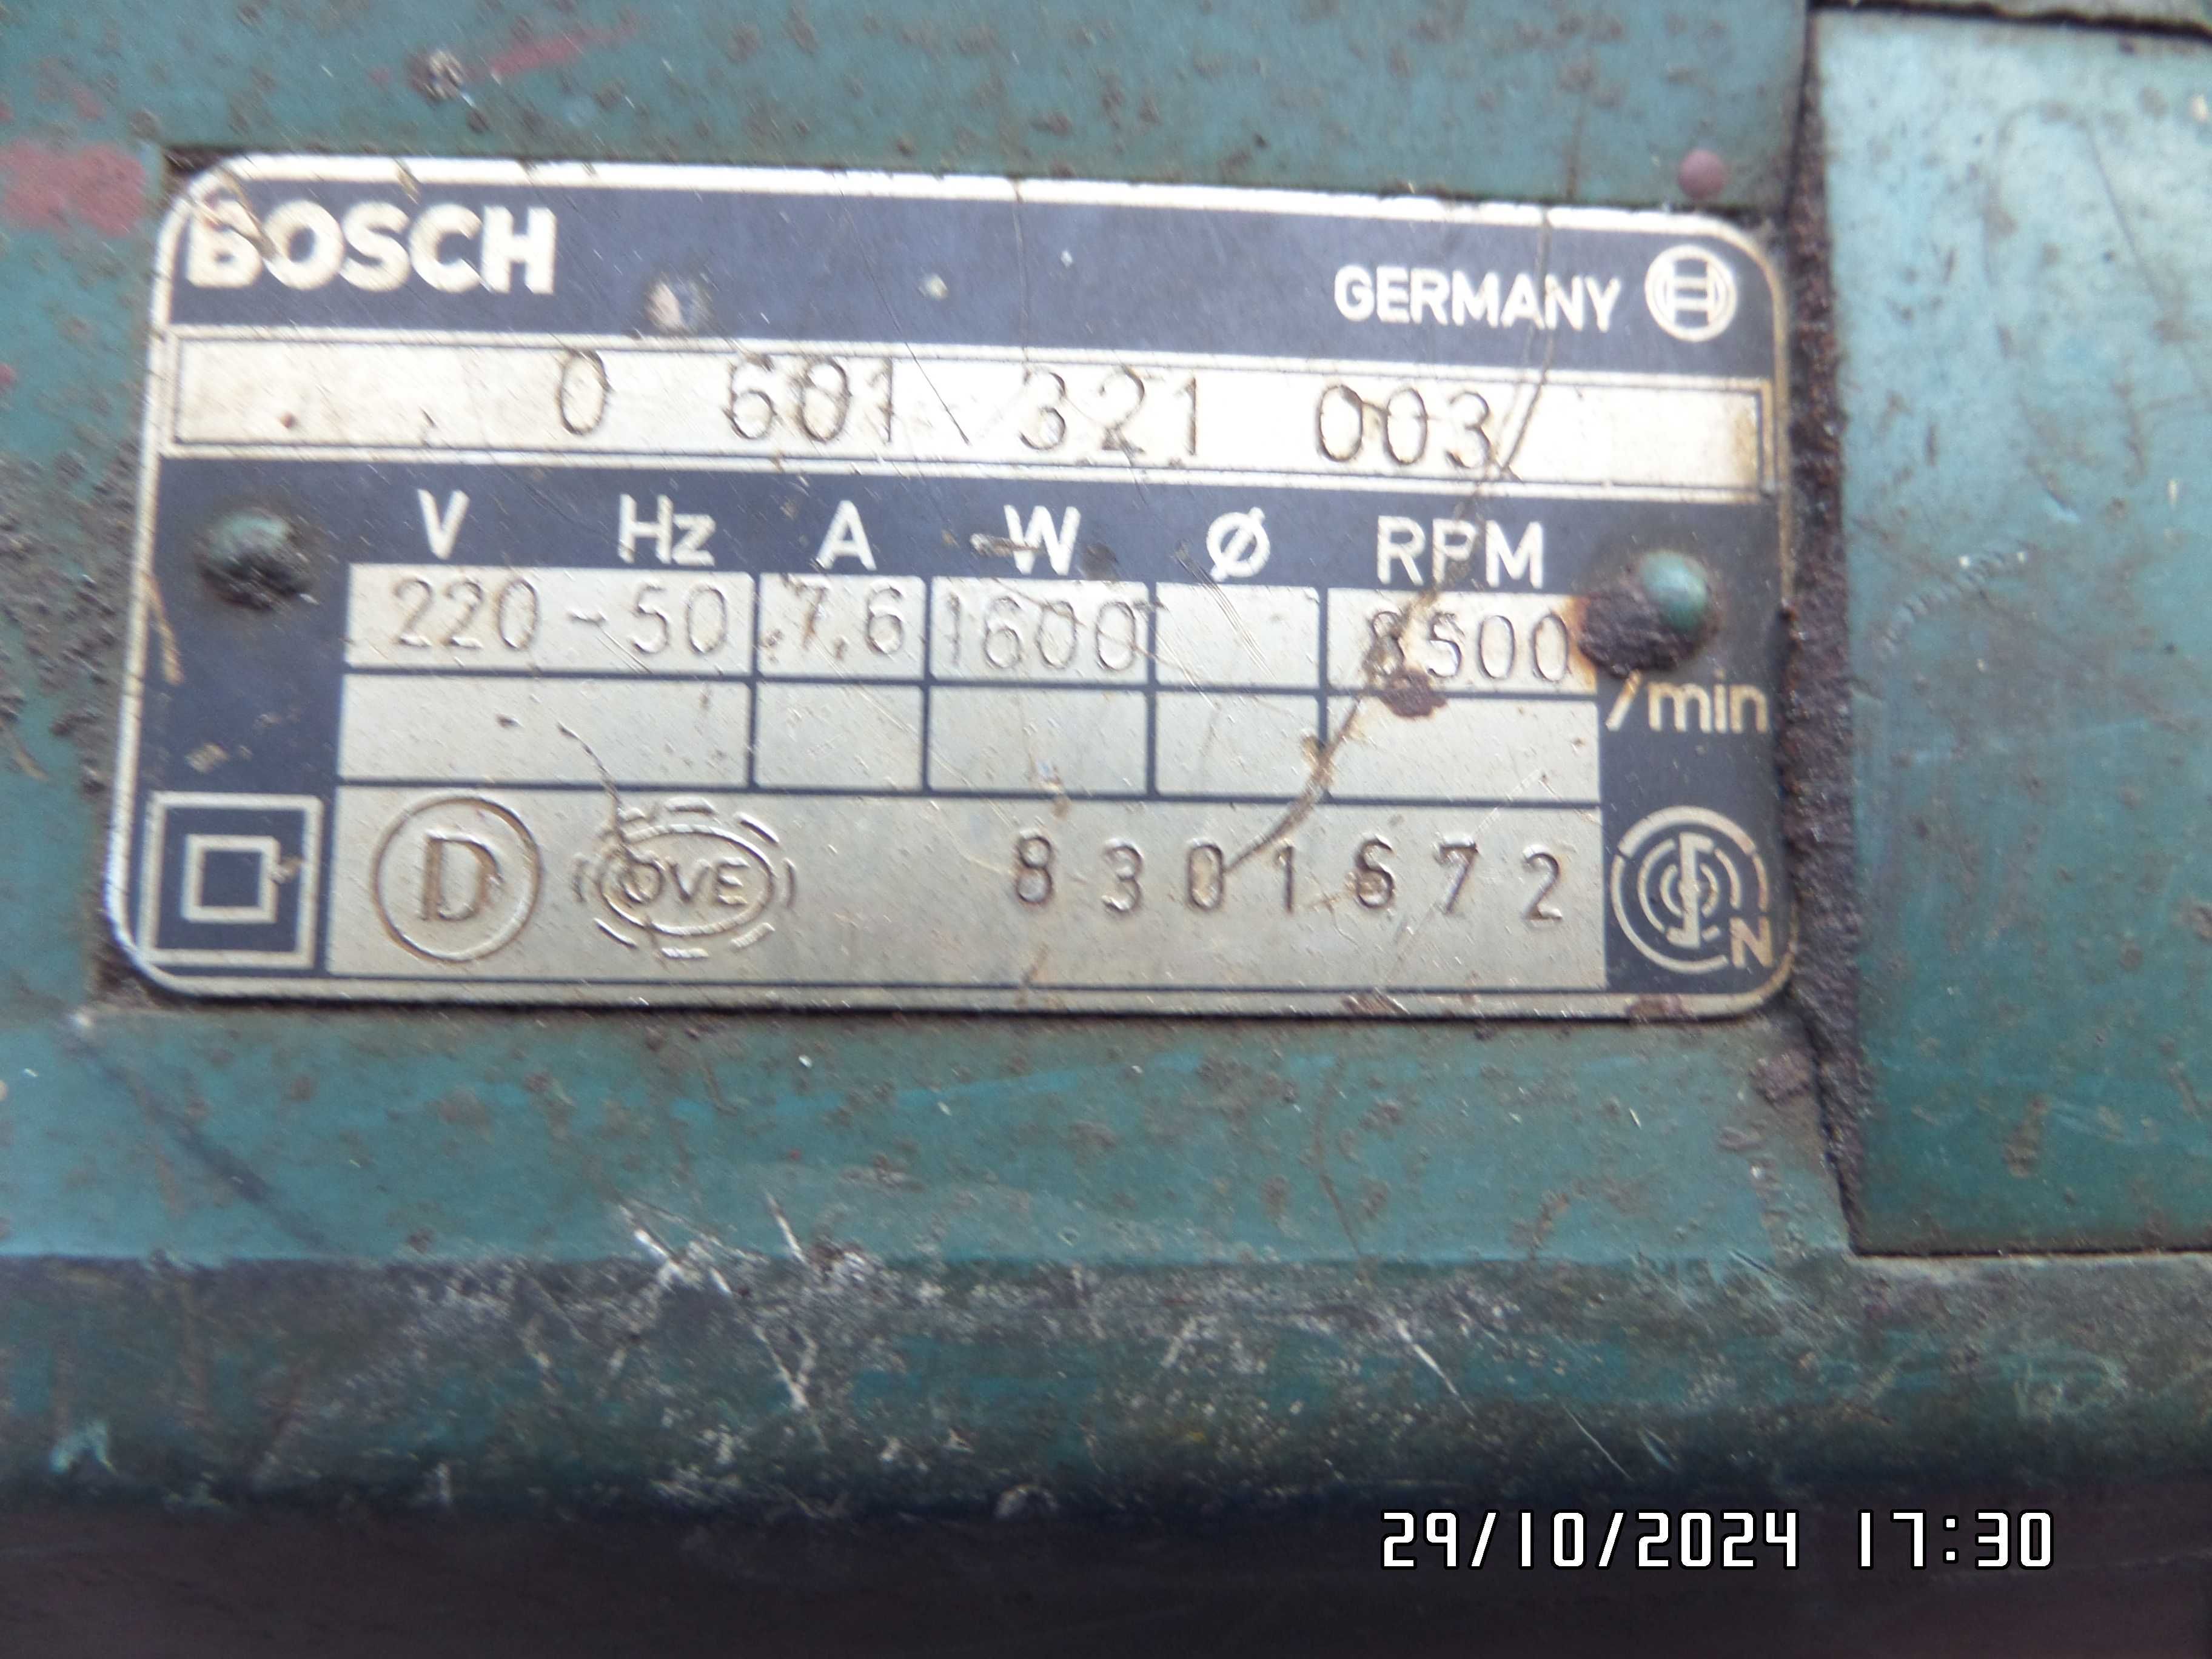 BOSCH
GERMANY
0 601 321 003
V Hz A W Ø RPM
220 - 50 7,6 1600 8500
/min
D OVE 8301672
S N
29/10/2024 17:30